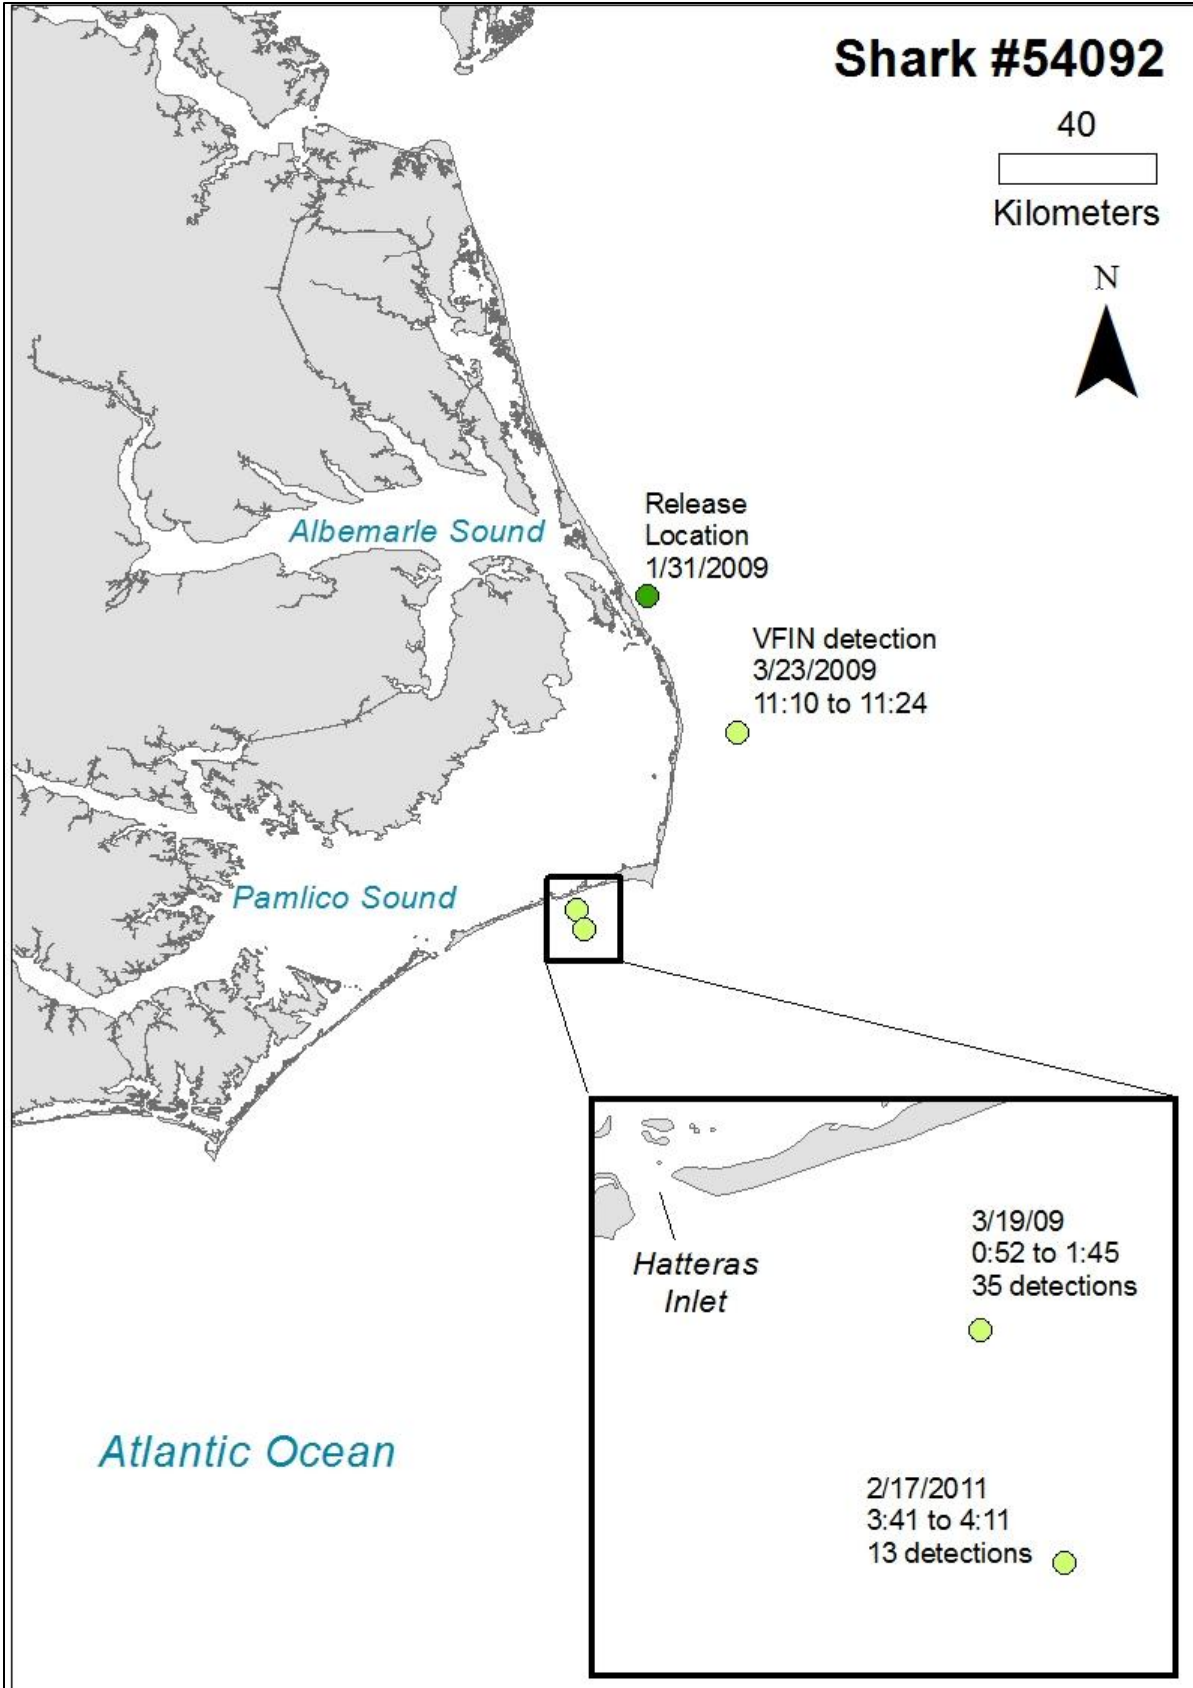 Shark #54092
40
Kilometers
N
Release
Location
1/31/2009
Albemarle Sound
VFIN detection
3/23/2009
11:10 to 11:24
Pamlico Sound
Hatteras
Inlet
3/19/09
0:52 to 1:45
35 detections
Atlantic Ocean
2/17/2011
3:41 to 4:11
13 detections